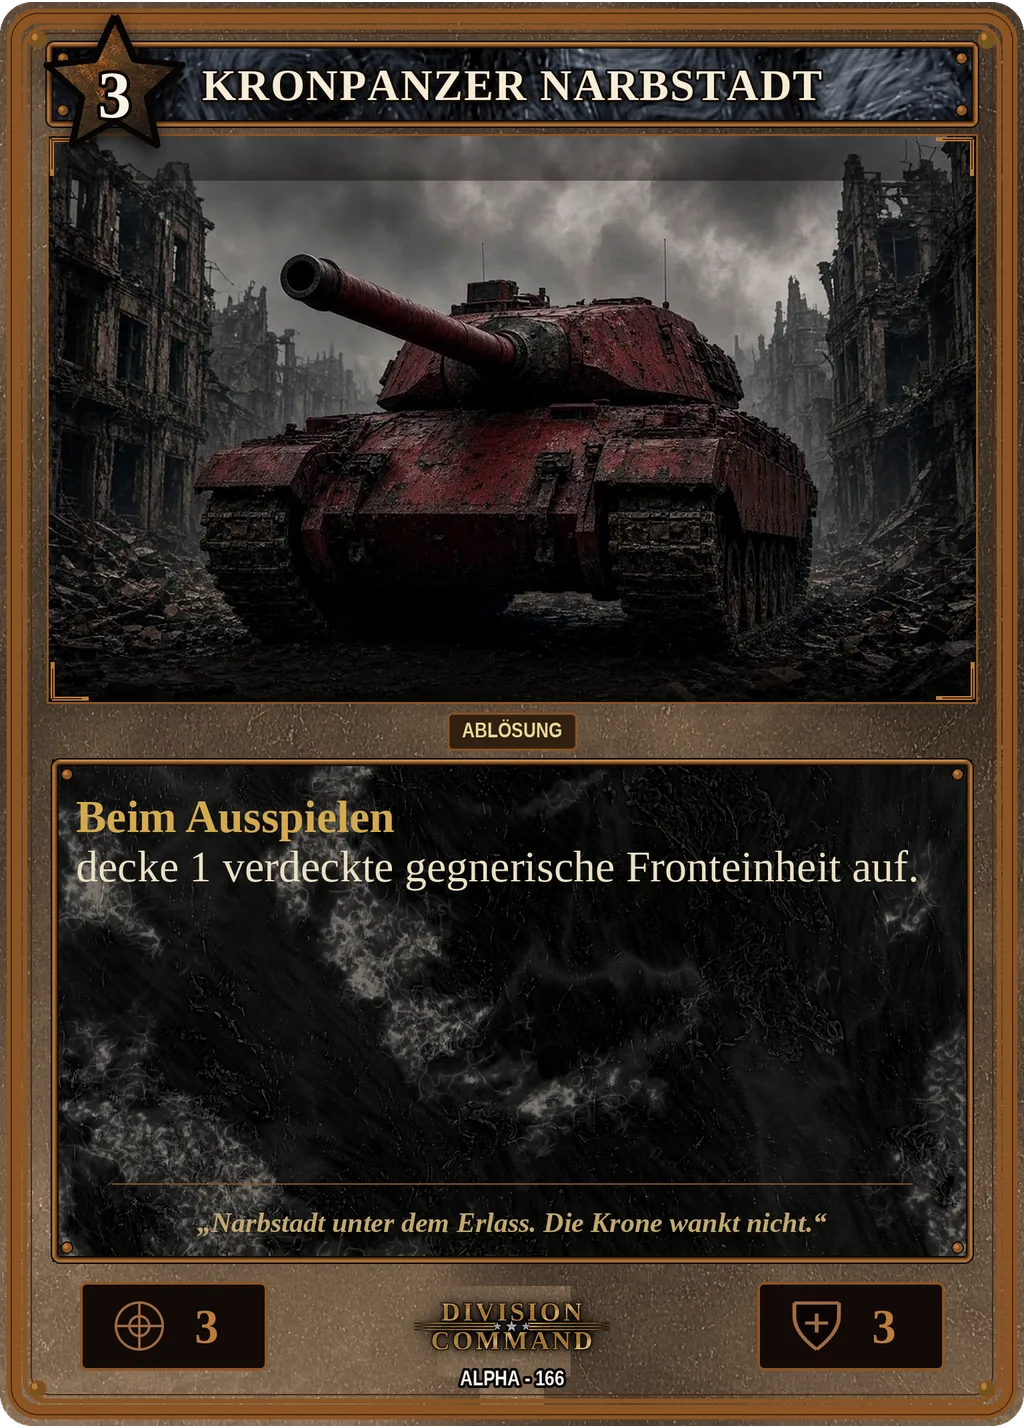 3
KRONPANZER NARBSTADT
ABLÖSUNG
Beim Ausspielen
decke 1 verdeckte gegnerische Fronteinheit auf.
„Narbstadt unter dem Erlass. Die Krone wankt nicht.“
3
DIVISION
COMMAND
ALPHA - 166
3